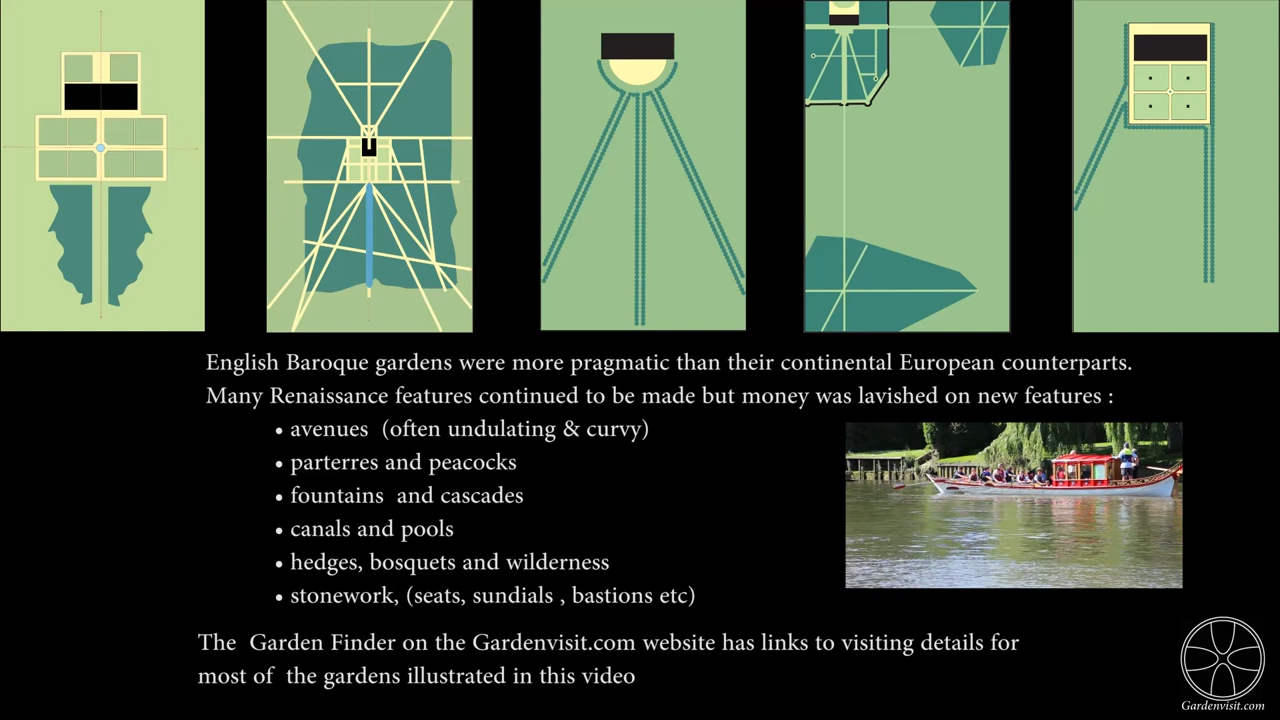 English Baroque gardens were more pragmatic than their continental European counterparts.
Many Renaissance features continued to be made but money was lavished on new features :
• avenues (often undulating & curvy)
• parterres and peacocks
• fountains and cascades
• canals and pools
• hedges, bosquets and wilderness
• stonework, (seats, sundials , bastions etc)
The Garden Finder on the Gardenvisit.com website has links to visiting details for
most of the gardens illustrated in this video
Gardenvisit.com